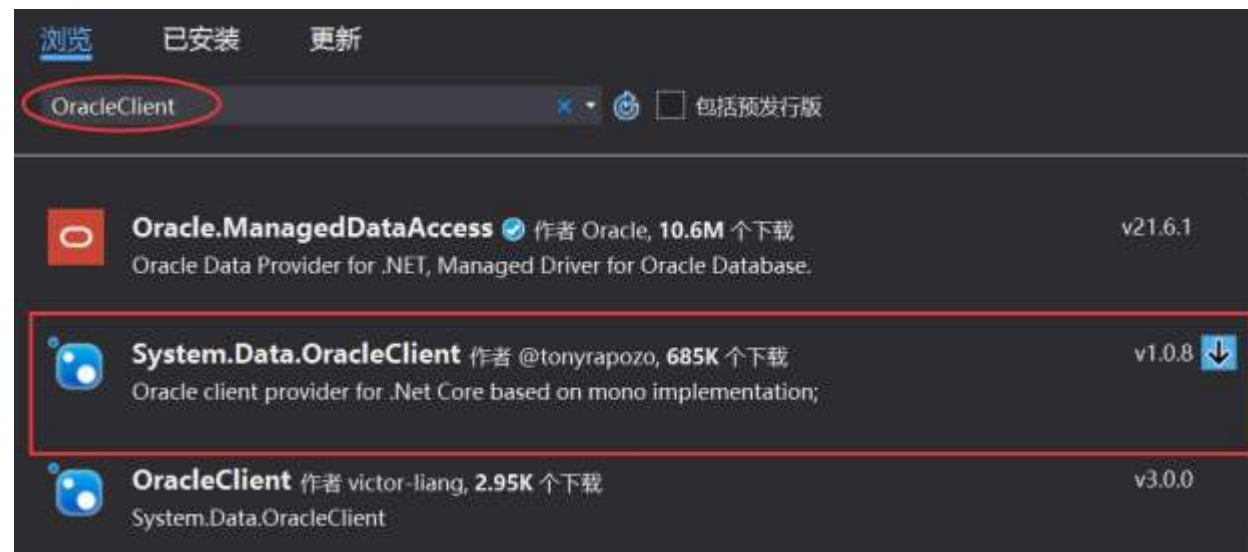 浏览 已安装 更新
OracleClient 包括预发行版
Oracle.ManagedDataAccess 作者 Oracle, 10.6M 个下载 v21.6.1
Oracle Data Provider for .NET, Managed Driver for Oracle Database.
System.Data.OracleClient 作者 @tonyrapozo, 685K 个下载 v1.0.8
Oracle client provider for .Net Core based on mono implementation;
OracleClient 作者 victor-liang, 2.95K 个下载 v3.0.0
System.Data.OracleClient